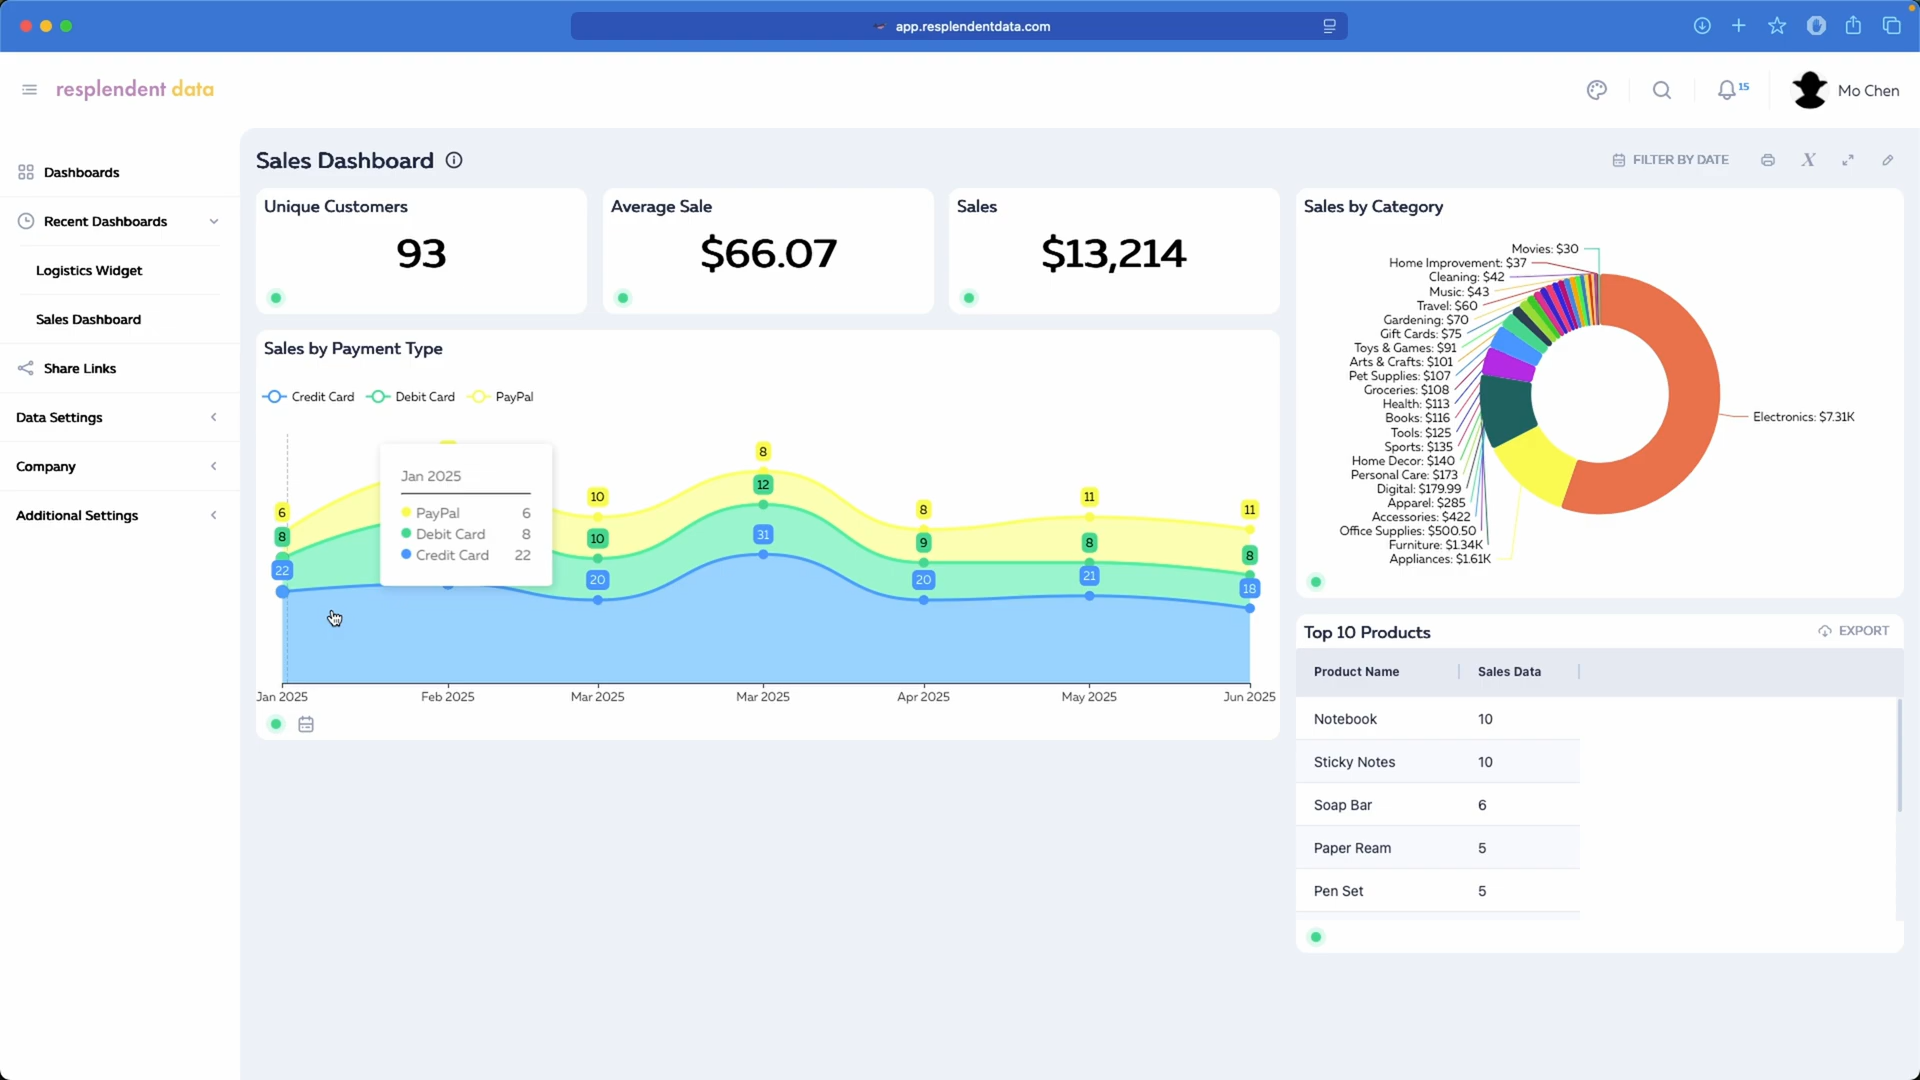 app.resplendentdata.com
resplendent data
15
Mo Chen
Dashboards
Recent Dashboards
Logistics Widget
Sales Dashboard
Share Links
Data Settings
Company
Additional Settings
Sales Dashboard
FILTER BY DATE
X
Unique Customers
93
Average Sale
$66.07
Sales
$13,214
Sales by Payment Type
Credit Card Debit Card PayPal
6
8
22
Jan 2025
PayPal 6
Debit Card 8
Credit Card 22
10
10
20
8
12
31
8
9
20
11
8
21
11
8
18
Jan 2025 Feb 2025 Mar 2025 Mar 2025 Apr 2025 May 2025 Jun 2025
Sales by Category
Movies: $30
Home Improvement: $37
Cleaning: $42
Music: $43
Travel: $60
Gardening: $70
Gift Cards: $75
Toys & Games: $91
Arts & Crafts: $101
Pet Supplies: $107
Groceries: $108
Health: $113
Books: $116
Tools: $125
Sports: $135
Home Decor: $140
Personal Care: $173
Digital: $179.99
Apparel: $285
Accessories: $422
Office Supplies: $500.50
Furniture: $1.34K
Appliances: $1.61K
Electronics: $7.31K
Top 10 Products
EXPORT
Product Name Sales Data
Notebook 10
Sticky Notes 10
Soap Bar 6
Paper Ream 5
Pen Set 5